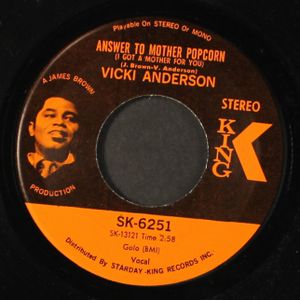 Playable On STEREO Or MONO
ANSWER TO MOTHER POPCORN
(I GOT A MOTHER FOR YOU)
(J. Brown-V. Anderson)
VICKI ANDERSON
A JAMES BROWN
PRODUCTION
STEREO
KING
SK-6251
SK-13121 Time 2:58
Golo (BMI)
Vocal
Distributed by STARDAY-KING RECORDS INC.